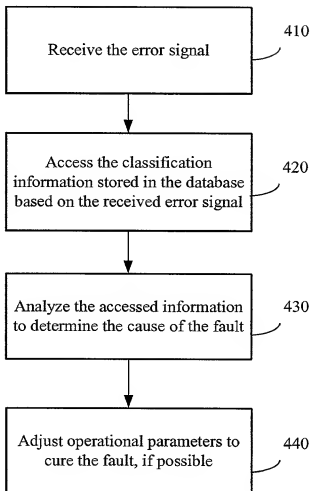 Receive the error signal
410
Access the classification
information stored in the database
based on the received error signal
420
Analyze the accessed information
to determine the cause of the fault
430
Adjust operational parameters to
cure the fault, if possible
440